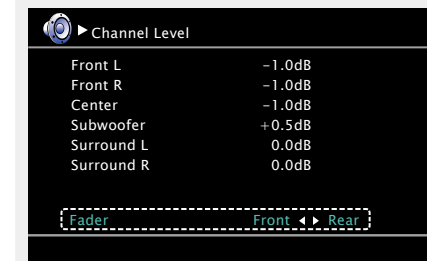 Channel Level
Front L −1.0dB
Front R −1.0dB
Center −1.0dB
Subwoofer +0.5dB
Surround L 0.0dB
Surround R 0.0dB
Fader Front ◀ ▶ Rear